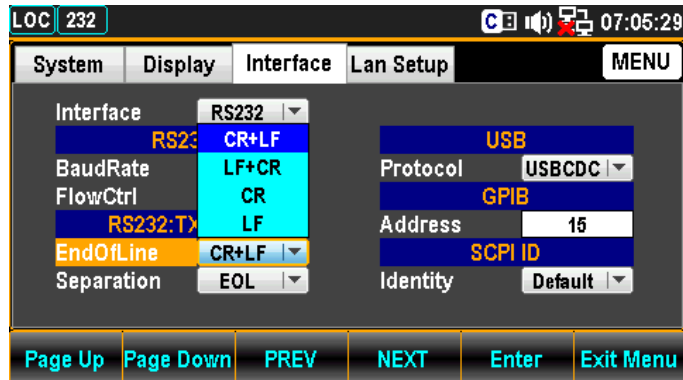 LOC 232 C E 07:05:29
System Display Interface Lan Setup MENU
Interface RS232
RS23 CR+LF USB
BaudRate LF+CR Protocol USBCDC
FlowCtrl CR GPIB
RS232:TX LF Address 15
EndOfLine CR+LF SCPI ID
Separation EOL Identity Default
Page Up Page Down PREV NEXT Enter Exit Menu